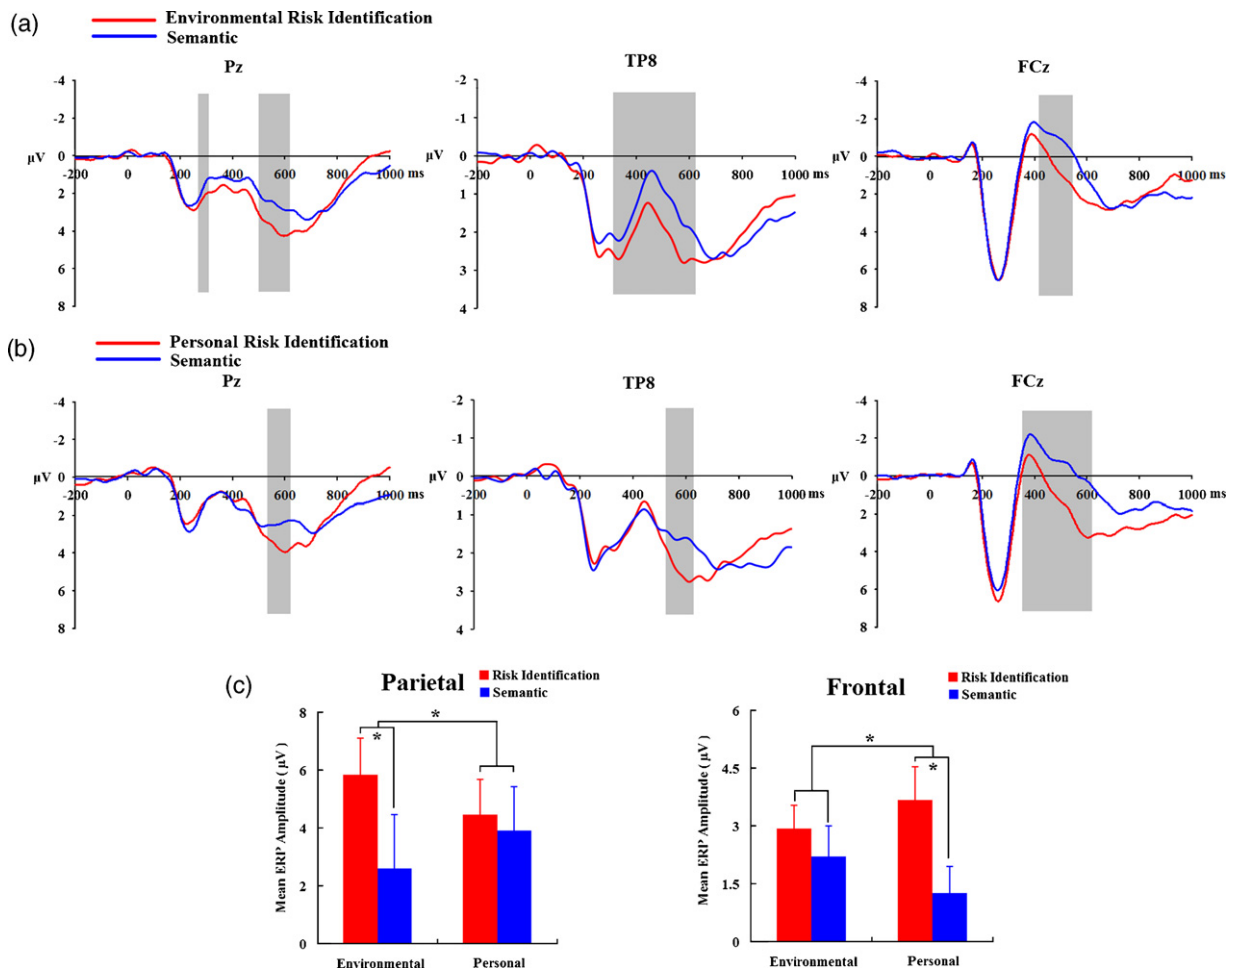 (a)
Environmental Risk Identification
Semantic
Pz
TP8
FCz
-4
-2
μV
0
2
4
6
8
-200 0 200 400 600 800 1000 ms
-2
-1
μV
0
1
2
3
4
-200 0 200 400 600 800 1000 ms
-4
-2
μV
0
2
4
6
8
-200 0 200 400 600 800 1000 ms
(b)
Personal Risk Identification
Semantic
Pz
TP8
FCz
-4
-2
μV
0
2
4
6
8
-200 0 200 400 600 800 1000 ms
-2
-1
μV
0
1
2
3
4
-200 0 200 400 600 800 1000 ms
-4
-2
μV
0
2
4
6
8
-200 0 200 400 600 800 1000 ms
(c)
Parietal
Risk Identification
Semantic
Mean ERP Amplitude ( μV )
8
6
4
2
0
*
*
Environmental Personal
Frontal
Risk Identification
Semantic
Mean ERP Amplitude ( μV )
6
4.5
3
1.5
0
*
*
Environmental Personal